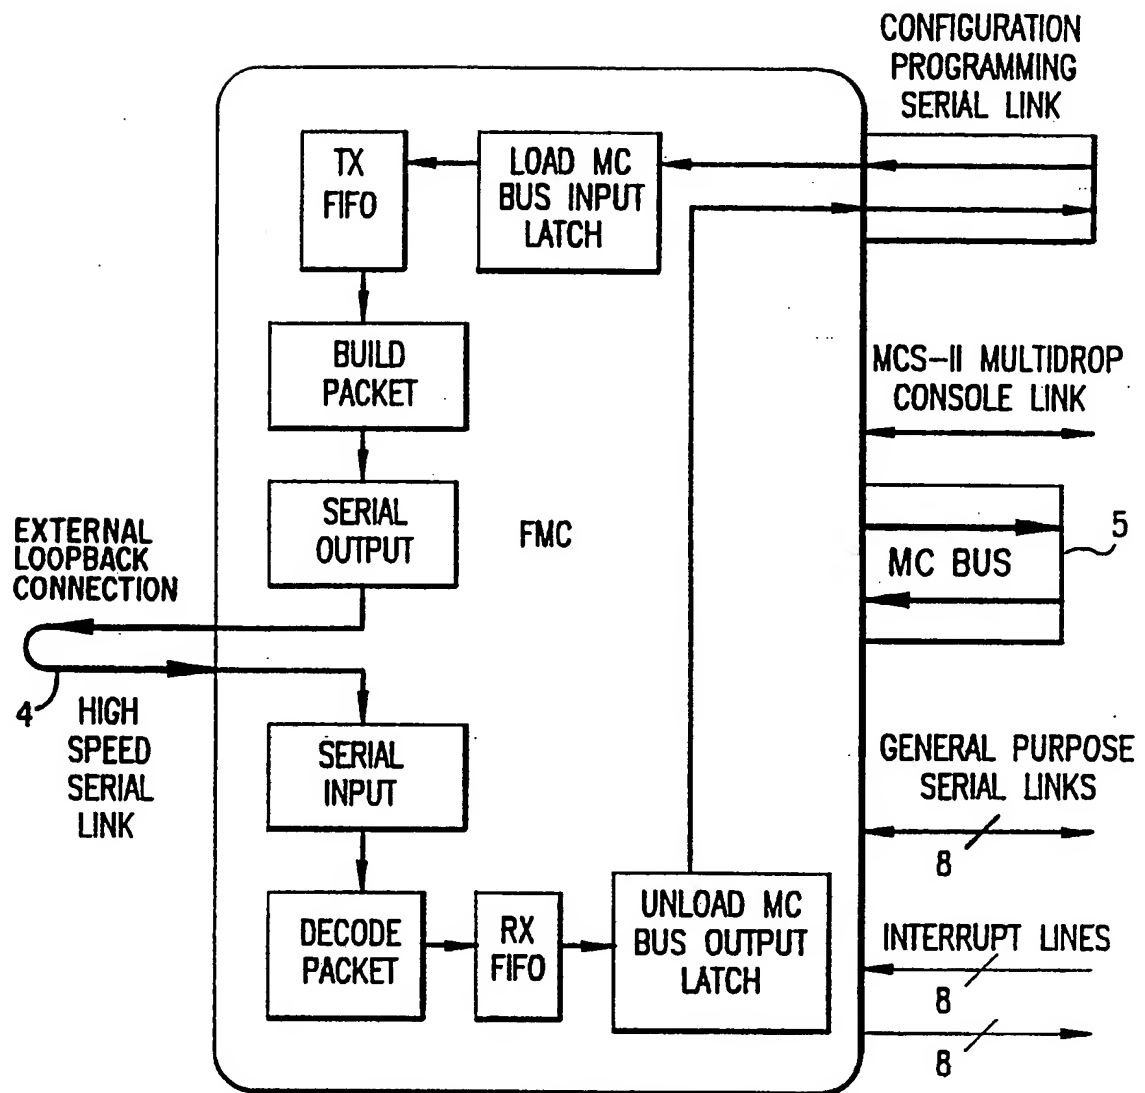 CONFIGURATION
PROGRAMMING
SERIAL LINK
TX
FIFO
LOAD MC
BUS INPUT
LATCH
BUILD
PACKET
MCS-II MULTIDROP
CONSOLE LINK
SERIAL
OUTPUT
FMC
EXTERNAL
LOOPBACK
CONNECTION
MC BUS
5
4
HIGH
SPEED
SERIAL
LINK
SERIAL
INPUT
GENERAL PURPOSE
SERIAL LINKS
8
DECODE
PACKET
RX
FIFO
UNLOAD MC
BUS OUTPUT
LATCH
INTERRUPT LINES
8
8